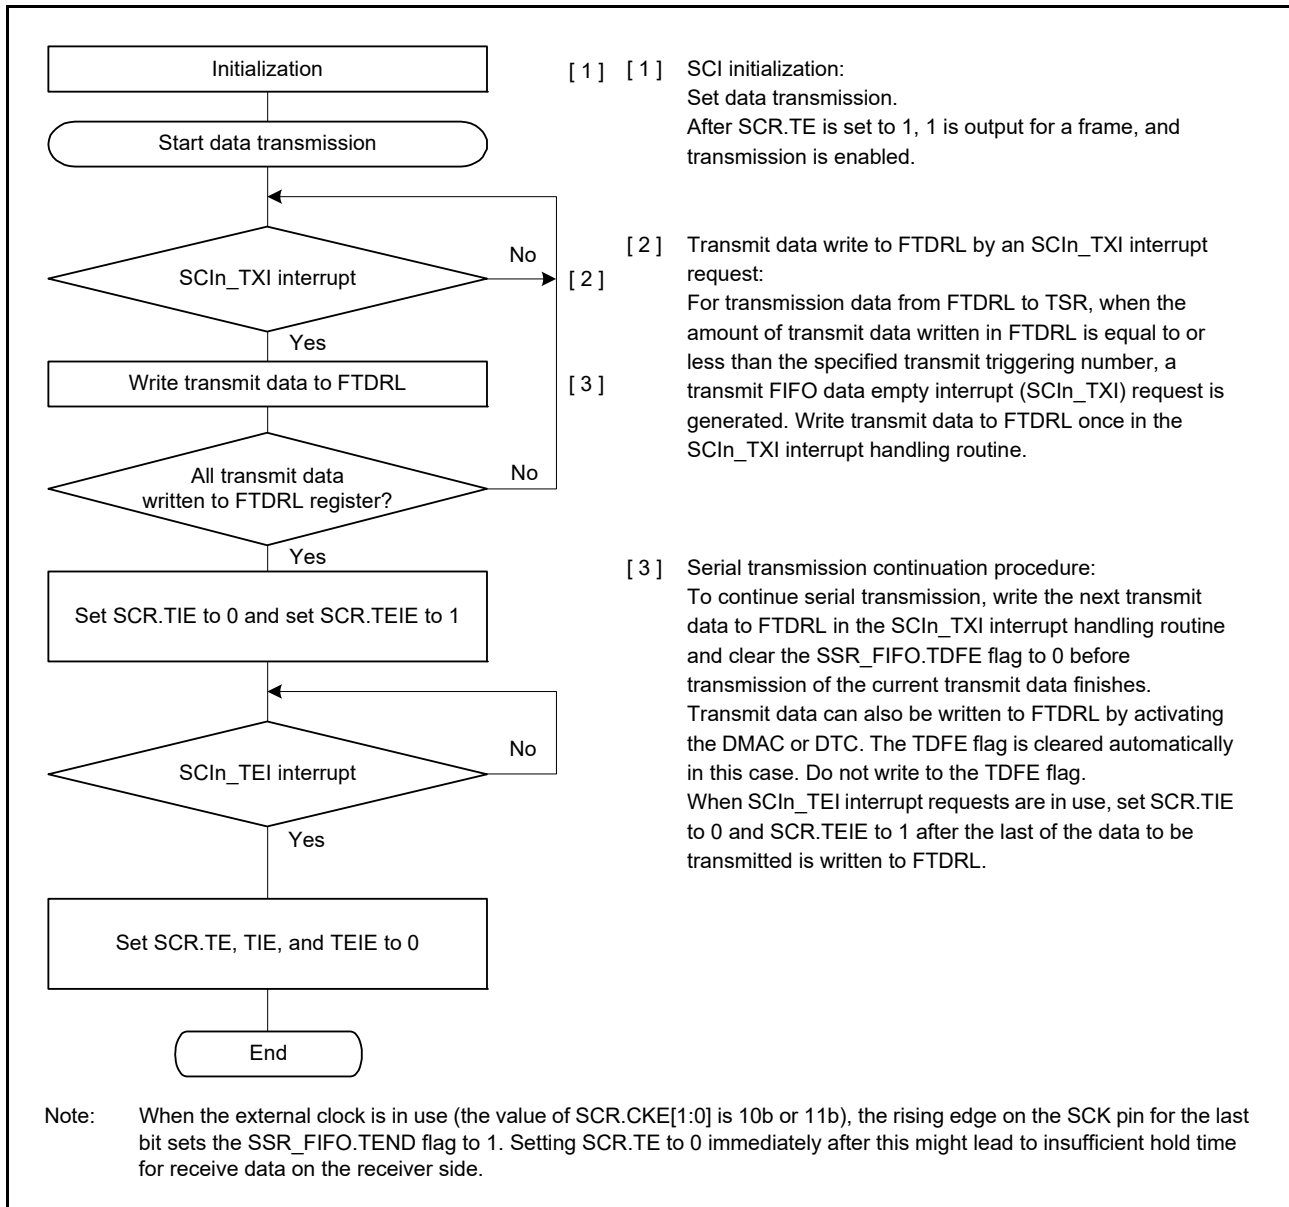 Initialization
[ 1 ]
[ 1 ] SCI initialization:
Set data transmission.
After SCR.TE is set to 1, 1 is output for a frame, and
transmission is enabled.
Start data transmission
SCIn_TXI interrupt
No
[ 2 ]
Yes
[ 2 ] Transmit data write to FTDRL by an SCIn_TXI interrupt
request:
For transmission data from FTDRL to TSR, when the
amount of transmit data written in FTDRL is equal to or
less than the specified transmit triggering number, a
transmit FIFO data empty interrupt (SCIn_TXI) request is
generated. Write transmit data to FTDRL once in the
SCIn_TXI interrupt handling routine.
Write transmit data to FTDRL
[ 3 ]
All transmit data
written to FTDRL register?
No
Yes
[ 3 ] Serial transmission continuation procedure:
To continue serial transmission, write the next transmit
data to FTDRL in the SCIn_TXI interrupt handling routine
and clear the SSR_FIFO.TDFE flag to 0 before
transmission of the current transmit data finishes.
Transmit data can also be written to FTDRL by activating
the DMAC or DTC. The TDFE flag is cleared automatically
in this case. Do not write to the TDFE flag.
When SCIn_TEI interrupt requests are in use, set SCR.TIE
to 0 and SCR.TEIE to 1 after the last of the data to be
transmitted is written to FTDRL.
Set SCR.TIE to 0 and set SCR.TEIE to 1
SCIn_TEI interrupt
No
Yes
Set SCR.TE, TIE, and TEIE to 0
End
Note: When the external clock is in use (the value of SCR.CKE[1:0] is 10b or 11b), the rising edge on the SCK pin for the last
bit sets the SSR_FIFO.TEND flag to 1. Setting SCR.TE to 0 immediately after this might lead to insufficient hold time
for receive data on the receiver side.